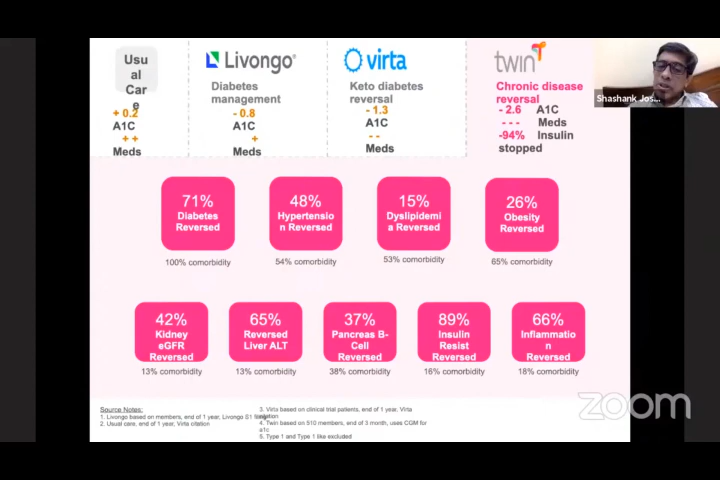 Usu
al
Car
e
+ 0.2
A1C
+ +
Meds
Livongo®
Diabetes
management
- 0.8
A1C
+
Meds
virta
Keto diabetes
reversal
- 1.3
A1C
- -
Meds
twin
Chronic disease
reversal
- 2.6 A1C
- - - Meds
-94% Insulin
stopped
Shashank Jos...
71%
Diabetes
Reversed
100% comorbidity
48%
Hypertensio
n Reversed
54% comorbidity
15%
Dyslipidemi
a Reversed
53% comorbidity
26%
Obesity
Reversed
65% comorbidity
42%
Kidney
eGFR
Reversed
13% comorbidity
65%
Reversed
Liver ALT
13% comorbidity
37%
Pancreas B-
Cell
Reversed
38% comorbidity
89%
Insulin
Resist
Reversed
16% comorbidity
66%
Inflammatio
n
Reversed
18% comorbidity
Source Notes:
1. Livongo based on members, end of 1 year, Livongo S1 filing
2. Usual care, end of 1 year, Virta citation
3. Virta based on clinical trial patients, end of 1 year, Virta
citation
4. Twin based on 510 members, end of 3 month, uses CGM for
a1c
5. Type 1 and Type 1 like excluded
zoom